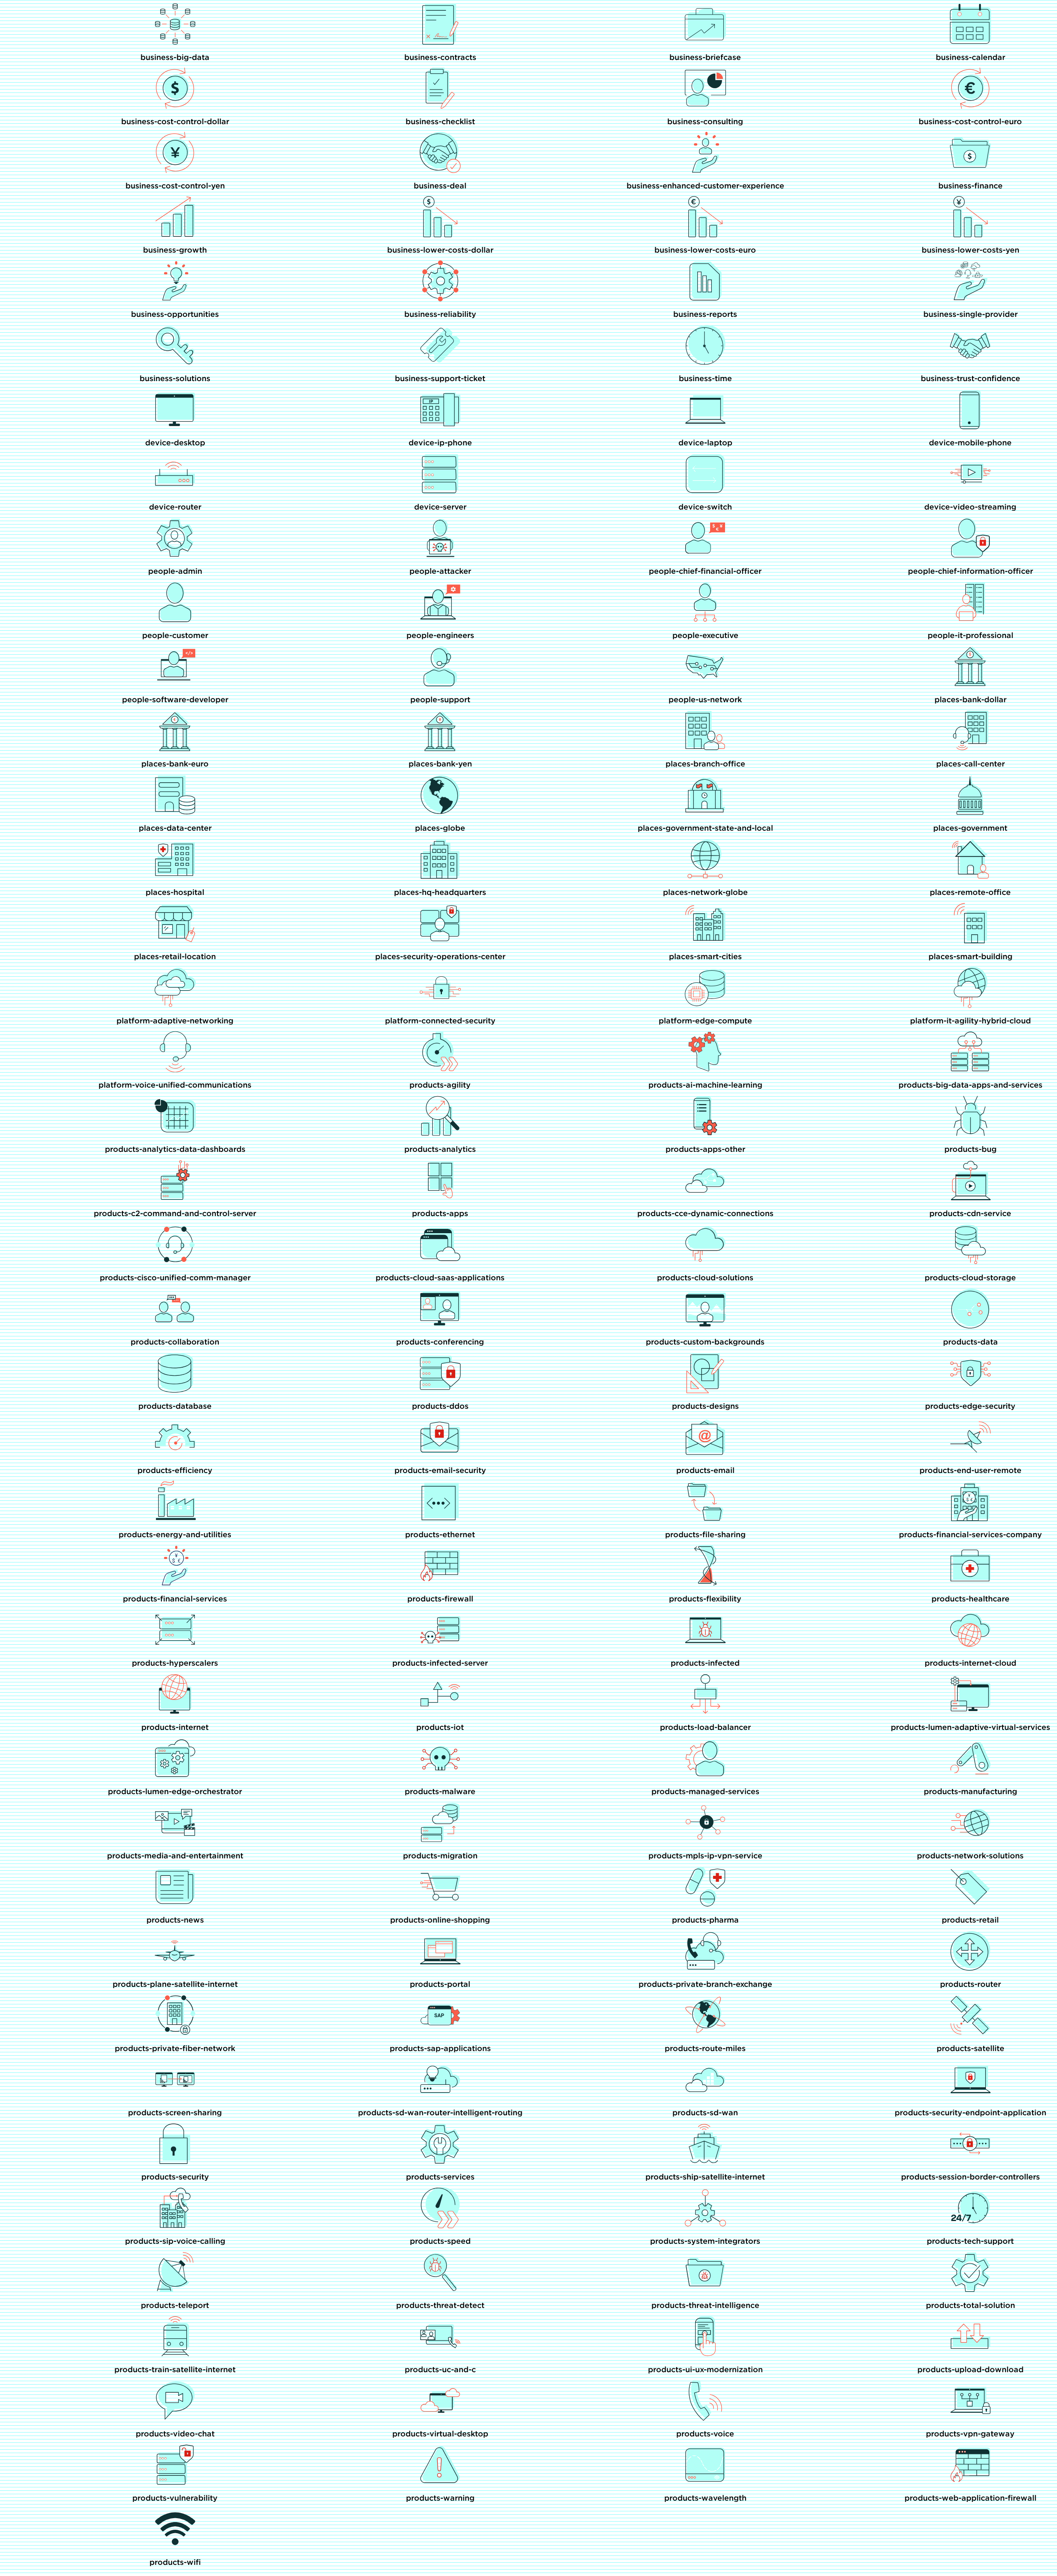 business-big-data
business-contracts
business-briefcase
business-calendar
$
€
business-cost-control-dollar
business-checklist
business-consulting
business-cost-control-euro
¥
$
business-cost-control-yen
business-deal
business-enhanced-customer-experience
business-finance
$
€
¥
business-growth
business-lower-costs-dollar
business-lower-costs-euro
business-lower-costs-yen
business-opportunities
business-reliability
business-reports
business-single-provider
business-solutions
business-support-ticket
business-time
business-trust-confidence
device-desktop
device-ip-phone
device-laptop
device-mobile-phone
device-router
device-server
device-switch
device-video-streaming
people-admin
people-attacker
people-chief-financial-officer
people-chief-information-officer
people-customer
people-engineers
people-executive
people-it-professional
</>
people-software-developer
people-support
people-us-network
places-bank-dollar
places-bank-euro
places-bank-yen
places-branch-office
places-call-center
places-data-center
places-globe
places-government-state-and-local
places-government
places-hospital
places-hq-headquarters
places-network-globe
places-remote-office
places-retail-location
places-security-operations-center
places-smart-cities
places-smart-building
platform-adaptive-networking
platform-connected-security
platform-edge-compute
platform-it-agility-hybrid-cloud
platform-voice-unified-communications
products-agility
products-ai-machine-learning
products-big-data-apps-and-services
products-analytics-data-dashboards
products-analytics
products-apps-other
products-bug
products-c2-command-and-control-server
products-apps
products-cce-dynamic-connections
products-cdn-service
products-cisco-unified-comm-manager
products-cloud-saas-applications
products-cloud-solutions
products-cloud-storage
products-collaboration
products-conferencing
products-custom-backgrounds
products-data
products-database
products-ddos
products-designs
products-edge-security
@
products-efficiency
products-email-security
products-email
products-end-user-remote
products-energy-and-utilities
products-ethernet
products-file-sharing
products-financial-services-company
products-financial-services
products-firewall
products-flexibility
products-healthcare
products-hyperscalers
products-infected-server
products-infected
products-internet-cloud
products-internet
products-iot
products-load-balancer
products-lumen-adaptive-virtual-services
products-lumen-edge-orchestrator
products-malware
products-managed-services
products-manufacturing
products-media-and-entertainment
products-migration
products-mpls-ip-vpn-service
products-network-solutions
products-news
products-online-shopping
products-pharma
products-retail
products-plane-satellite-internet
products-portal
products-private-branch-exchange
products-router
SAP
products-private-fiber-network
products-sap-applications
products-route-miles
products-satellite
products-screen-sharing
products-sd-wan-router-intelligent-routing
products-sd-wan
products-security-endpoint-application
products-security
products-services
products-ship-satellite-internet
products-session-border-controllers
24/7
products-sip-voice-calling
products-speed
products-system-integrators
products-tech-support
products-teleport
products-threat-detect
products-threat-intelligence
products-total-solution
products-train-satellite-internet
products-uc-and-c
products-ui-ux-modernization
products-upload-download
products-video-chat
products-virtual-desktop
products-voice
products-vpn-gateway
products-vulnerability
products-warning
products-wavelength
products-web-application-firewall
products-wifi